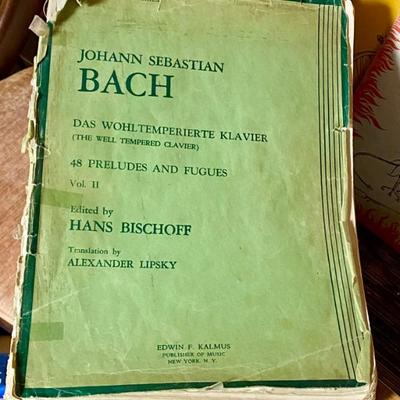 JOHANN SEBASTIAN
BACH
DAS WOHLTEMPERIERTE KLAVIER
(THE WELL TEMPERED CLAVIER)
48 PRELUDES AND FUGUES
Vol. II
Edited by
HANS BISCHOFF
Translation by
ALEXANDER LIPSKY
EDWIN F. KALMUS
PUBLISHER OF MUSIC
NEW YORK, N. Y.